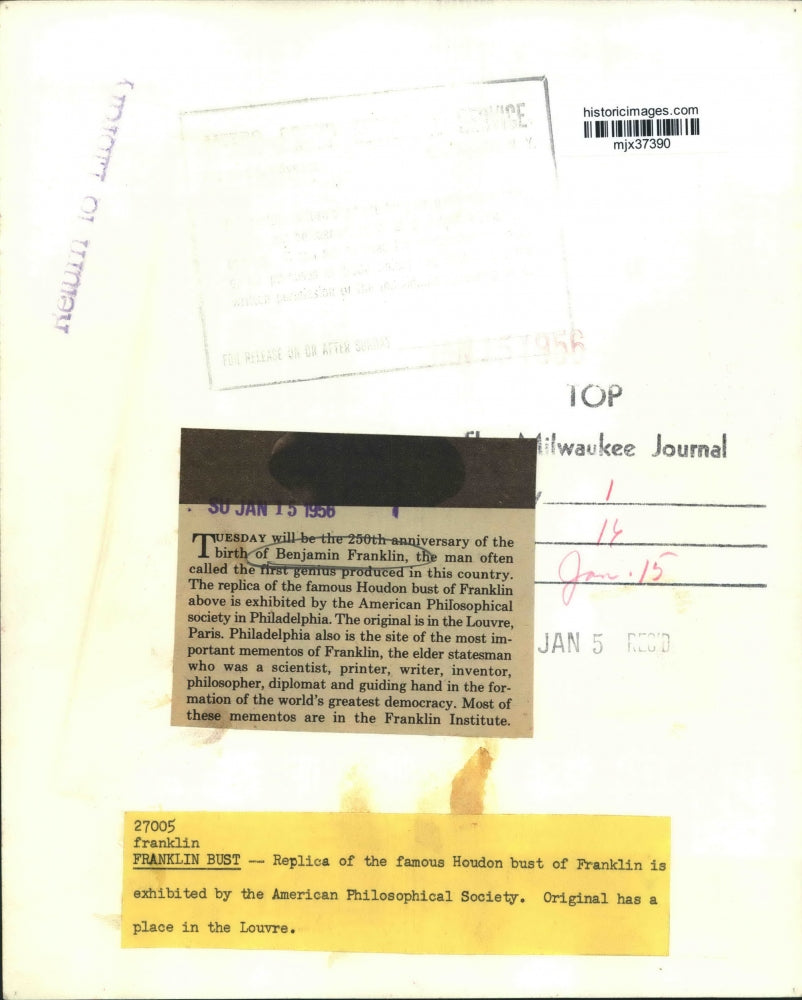 Return to Library
SERVICE
written permission of the
FOR RELEASE ON OR AFTER SUNDAY
1956
historicimages.com
mjx37390
TOP
Milwaukee Journal
1
14
Jan. 15
JAN 5 REC'D
SU JAN 15 1956
TUESDAY will be the 250th anniversary of the
birth of Benjamin Franklin, the man often
called the first genius produced in this country.
The replica of the famous Houdon bust of Franklin
above is exhibited by the American Philosophical
society in Philadelphia. The original is in the Louvre,
Paris. Philadelphia also is the site of the most im-
portant mementos of Franklin, the elder statesman
who was a scientist, printer, writer, inventor,
philosopher, diplomat and guiding hand in the for-
mation of the world's greatest democracy. Most of
these mementos are in the Franklin Institute.
27005
franklin
FRANKLIN BUST -- Replica of the famous Houdon bust of Franklin is
exhibited by the American Philosophical Society. Original has a
place in the Louvre.